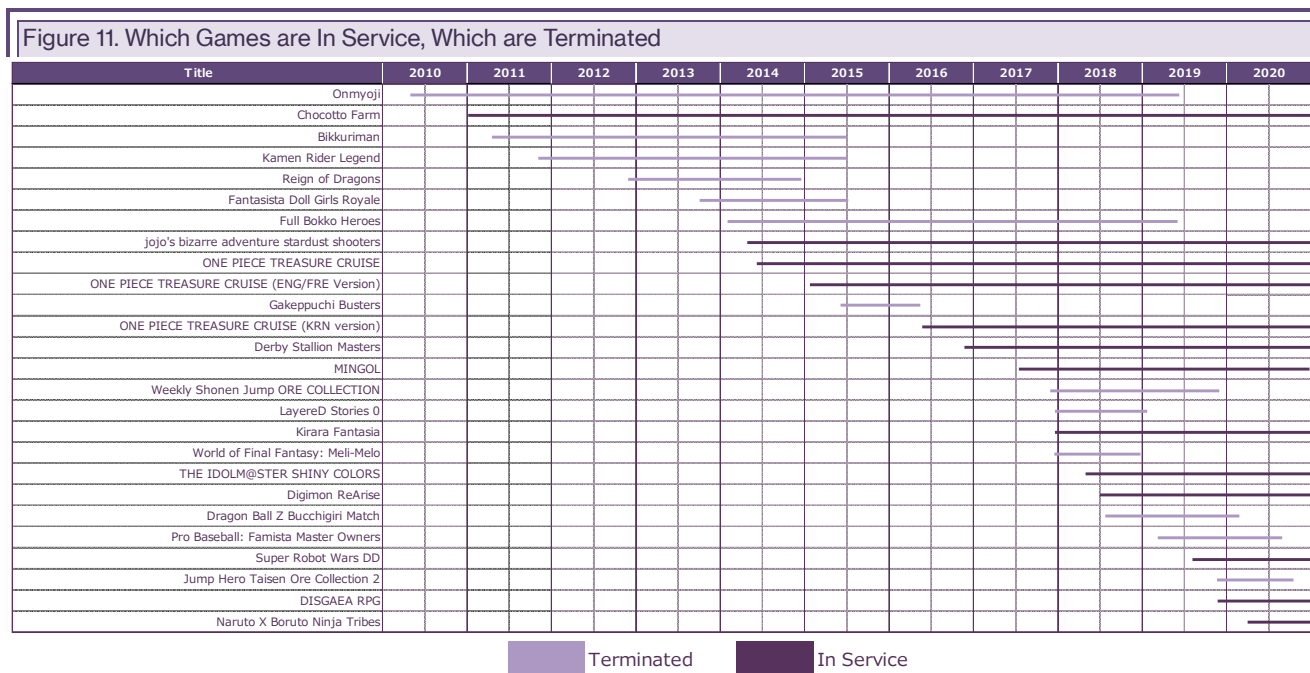 Figure 11. Which Games are In Service, Which are Terminated
Title 2010 2011 2012 2013 2014 2015 2016 2017 2018 2019 2020
Onmyoji
Chocotto Farm
Bikkuriman
Kamen Rider Legend
Reign of Dragons
Fantasista Doll Girls Royale
Full Bokko Heroes
jojo's bizarre adventure stardust shooters
ONE PIECE TREASURE CRUISE
ONE PIECE TREASURE CRUISE (ENG/FRE Version)
Gakeppuchi Busters
ONE PIECE TREASURE CRUISE (KRN version)
Derby Stallion Masters
MINGOL
Weekly Shonen Jump ORE COLLECTION
LayereD Stories 0
Kirara Fantasia
World of Final Fantasy: Meli-Melo
THE IDOLM@STER SHINY COLORS
Digimon ReArise
Dragon Ball Z Bucchigiri Match
Pro Baseball: Famista Master Owners
Super Robot Wars DD
Jump Hero Taisen Ore Collection 2
DISGAEA RPG
Naruto X Boruto Ninja Tribes
Terminated In Service